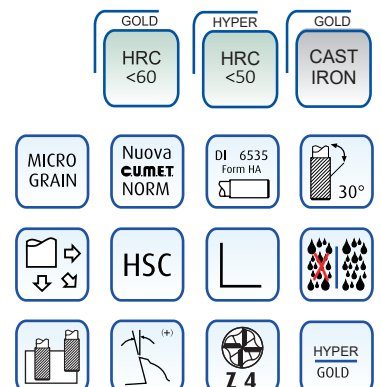 GOLD
HYPER
GOLD
HRC
<60
HRC
<50
CAST
IRON
MICRO
GRAIN
Nuova
C.U.M.E.T.
NORM
DI 6535
Form HA
30°
HSC
(+)
Z 4
HYPER
GOLD